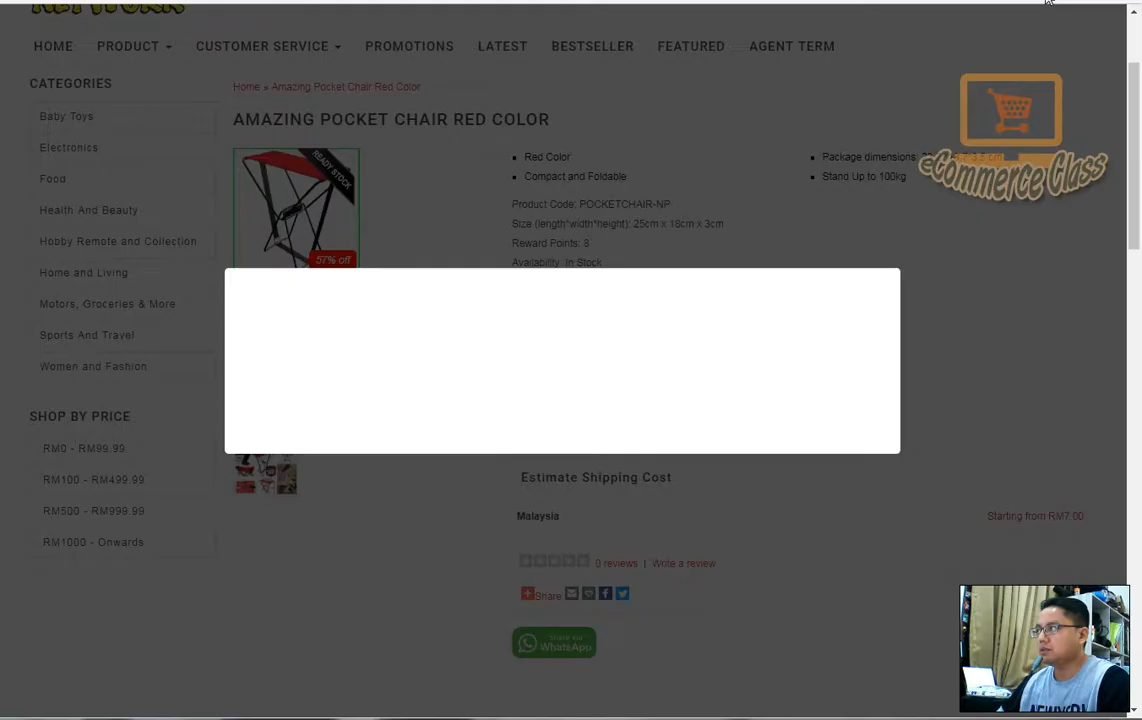 HOME PRODUCT CUSTOMER SERVICE PROMOTIONS LATEST BESTSELLER FEATURED AGENT TERM
CATEGORIES
Baby Toys
Electronics
Food
Health And Beauty
Hobby Remote and Collection
Home and Living
Motors, Groceries & More
Sports And Travel
Women and Fashion
SHOP BY PRICE
RM0 - RM99.99
RM100 - RM499.99
RM500 - RM999.99
RM1000 - Onwards
Home » Amazing Pocket Chair Red Color
AMAZING POCKET CHAIR RED COLOR
READY STOCK
57% off
Red Color
Compact and Foldable
Package dimensions:
Stand Up to 100kg
eCommerce Class
Product Code: POCKETCHAIR-NP
Size (length*width*height): 25cm x 18cm x 3cm
Reward Points: 8
Availability: In Stock
Estimate Shipping Cost
Malaysia Starting from RM7.00
0 reviews | Write a review
Share
Share via
WhatsApp